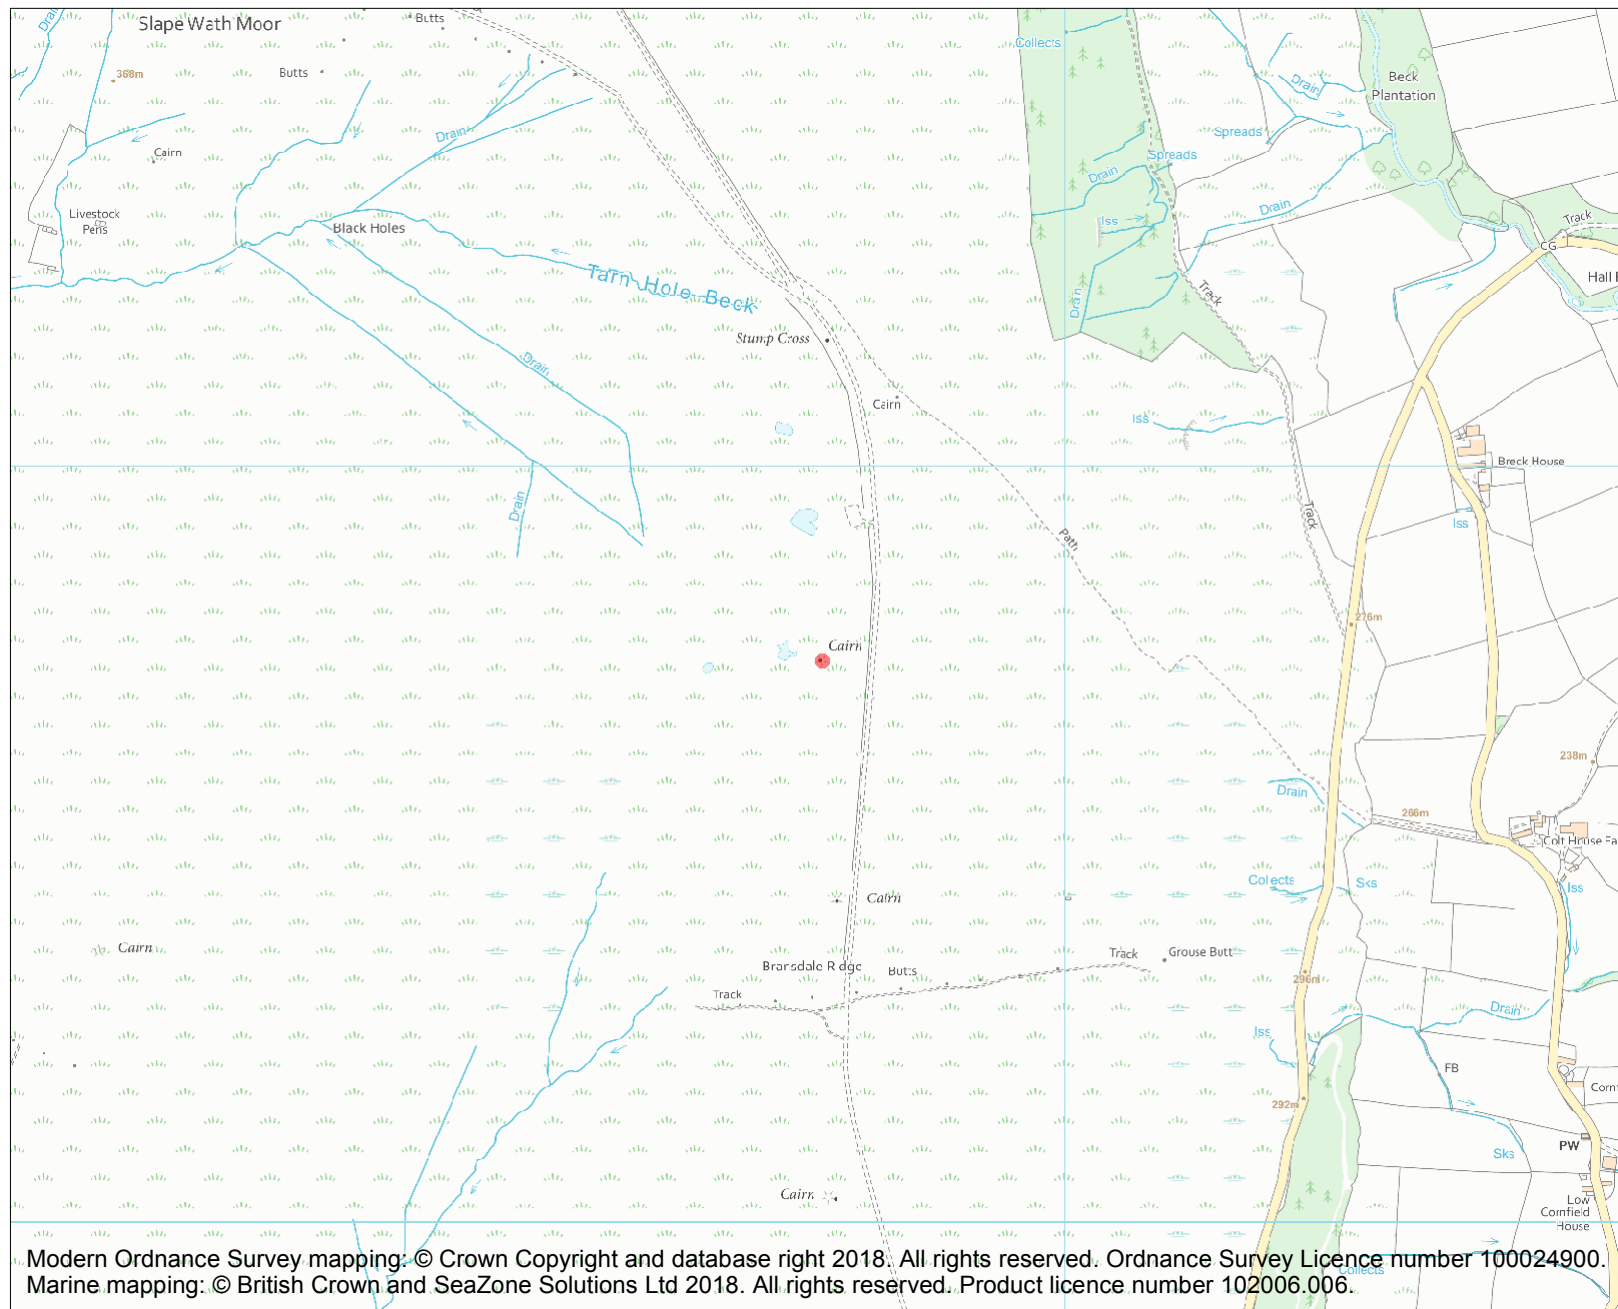 Drain
Slape Wath Moor
Butts
Collects
368m
Butts
Drain
Beck
Plantation
Drain
Spreads
Cairn
Spreads
Drain
Livestock
Pens
Black Holes
Iss
Drain
Track
CG
Hall
Tarn Hole Beck
Drain
Track
Stump Cross
Drain
Cairn
Iss
Breck House
Drain
Track
Iss
Path
276m
Cairn
238m
Drain
266m
Colt House Fa
Collects
Sks
Iss
Cairn
Cairn
Bransdale Ridge
Butts
Track
Grouse Butt
Track
296m
Drain
Iss
FB
Corn
292m
PW
Sks
Cairn
Low
Cornfield
House
Modern Ordnance Survey mapping: © Crown Copyright and database right 2018. All rights reserved. Ordnance Survey Licence number 100024900.
Collects
Marine mapping: © British Crown and SeaZone Solutions Ltd 2018. All rights reserved. Product licence number 102006.006.